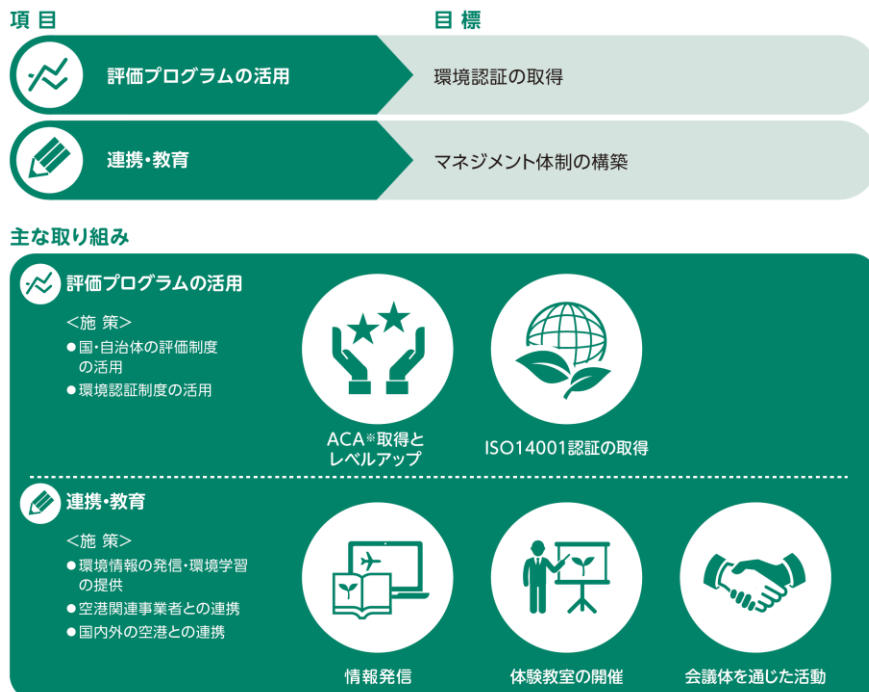 項 目
目 標
評価プログラムの活用
環境認証の取得
連携・教育
マネジメント体制の構築
主な取り組み
評価プログラムの活用
<施 策>
●国・自治体の評価制度
の活用
●環境認証制度の活用
ACA※取得と
レベルアップ
ISO14001認証の取得
連携・教育
<施 策>
●環境情報の発信・環境学習
の提供
●空港関連事業者との連携
●国内外の空港との連携
情報発信
体験教室の開催
会議体を通じた活動